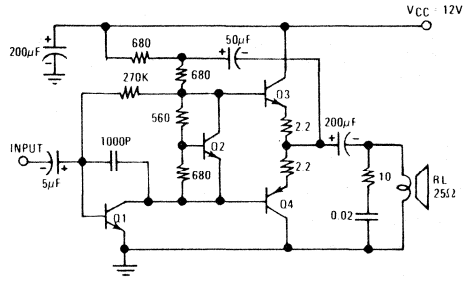 VCC = 12V
200µF
680
50µF
270K
680
Q3
560
2.2
200µF
INPUT
1000P
Q2
2.2
5µF
680
10
RL
25Ω
Q1
Q4
0.02